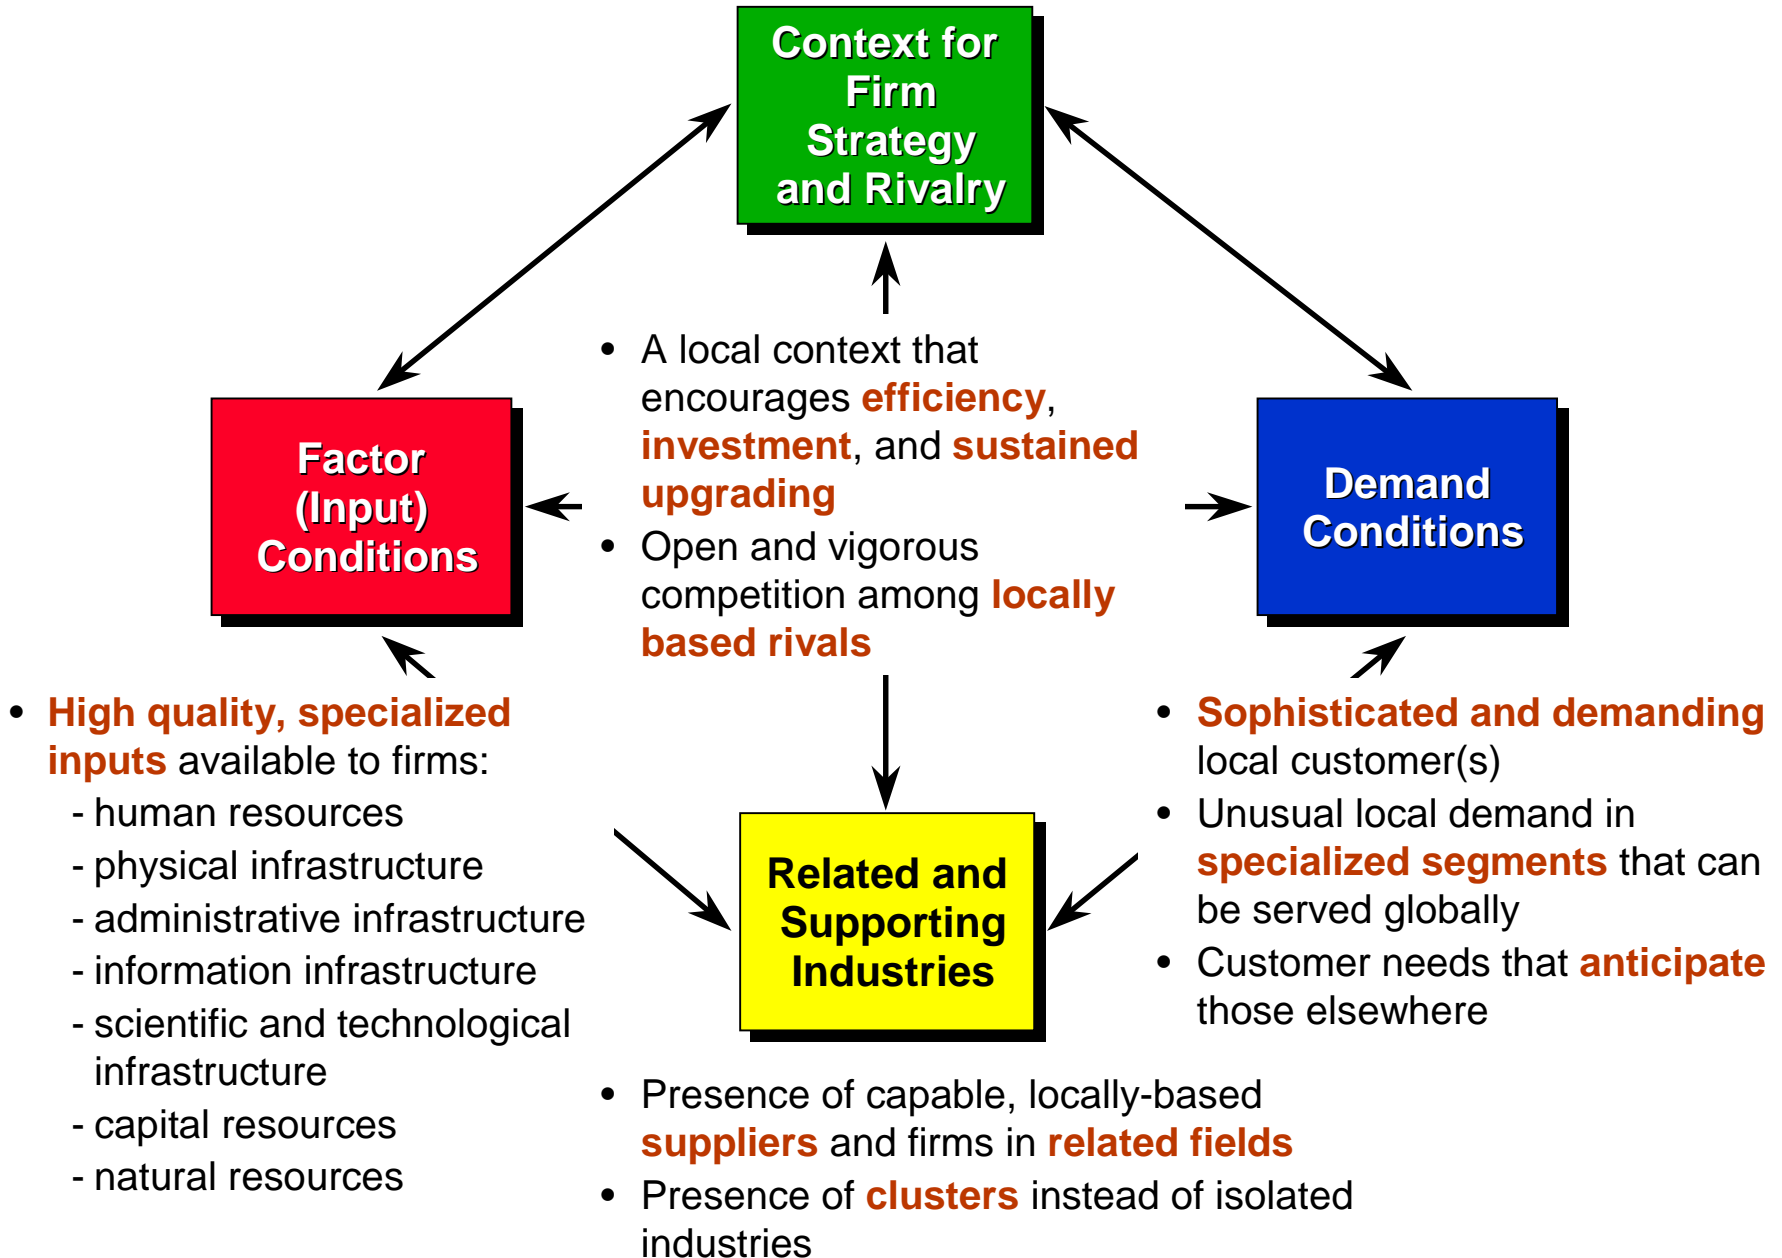 Context for
Firm
Strategy
and Rivalry
• A local context that
encourages efficiency,
investment, and sustained
upgrading
• Open and vigorous
competition among locally
based rivals
Factor
(Input)
Conditions
Demand
Conditions
• High quality, specialized
inputs available to firms:
- human resources
- physical infrastructure
- administrative infrastructure
- information infrastructure
- scientific and technological
infrastructure
- capital resources
- natural resources
• Sophisticated and demanding
local customer(s)
• Unusual local demand in
specialized segments that can
be served globally
• Customer needs that anticipate
those elsewhere
Related and
Supporting
Industries
• Presence of capable, locally-based
suppliers and firms in related fields
• Presence of clusters instead of isolated
industries